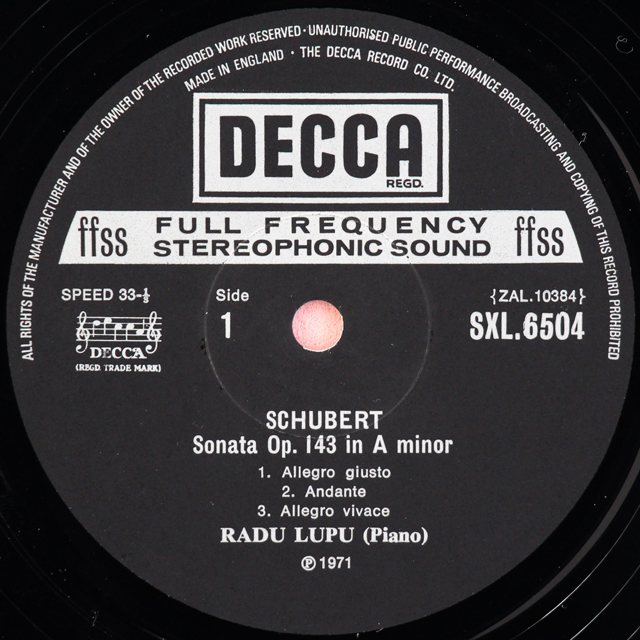 ALL RIGHTS OF THE MANUFACTURER AND OF THE OWNER OF THE RECORDED WORK RESERVED · UNAUTHORISED PUBLIC PERFORMANCE BROADCASTING AND COPYING OF THIS RECORD PROHIBITED
MADE IN ENGLAND · THE DECCA RECORD CO. LTD.
DECCA
REGD.
ffss FULL FREQUENCY STEREOPHONIC SOUND ffss
SPEED 33-⅓
Side
1
{ZAL.10384}
SXL.6504
DECCA
(REGD. TRADE MARK)
SCHUBERT
Sonata Op. 143 in A minor
1. Allegro giusto
2. Andante
3. Allegro vivace
RADU LUPU (Piano)
℗ 1971